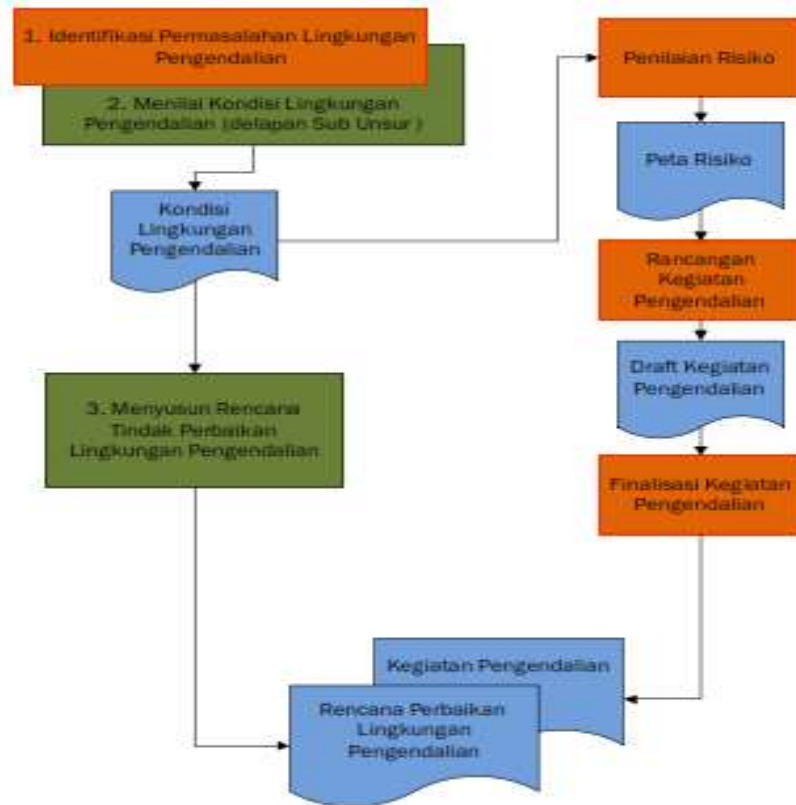 1. Identifikasi Permasalahan Lingkungan
Pengendalian
2. Menilai Kondisi Lingkungan
Pengendalian (delapan Sub Unsur )
Kondisi
Lingkungan
Pengendalian
3. Menyusun Rencana
Tindak Perbaikan
Lingkungan Pengendalian
Penilaian Risiko
Peta Risiko
Rancangan
Kegiatan
Pengendalian
Draft Kegiatan
Pengendalian
Finalisasi Kegiatan
Pengendalian
Kegiatan Pengendalian
Rencana Perbaikan
Lingkungan
Pengendalian